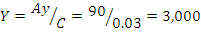 Y = Ay/C = 90/0.03 = 3,000